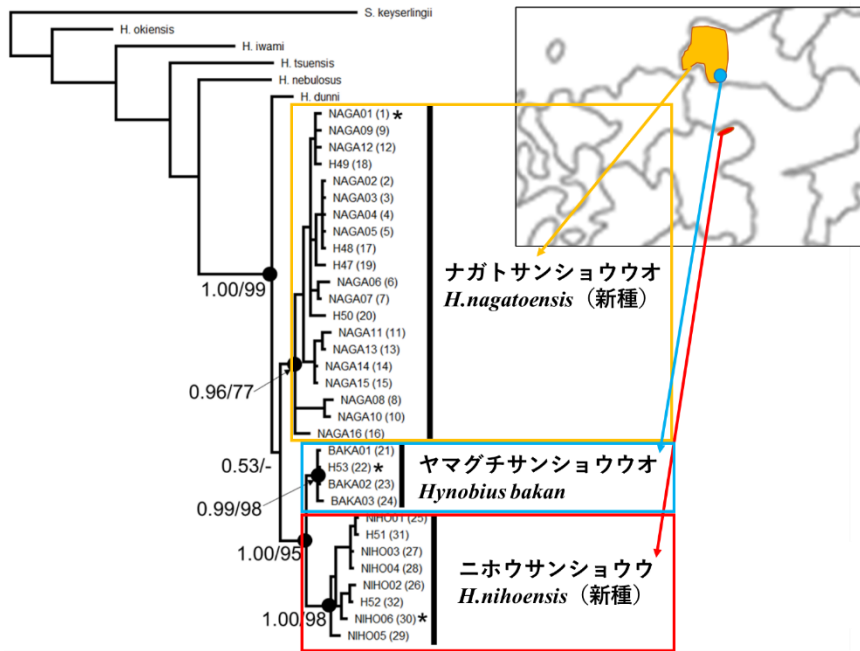 S. keyserlingii
H. okiensis
H. iwami
H. tsuensis
H. nebulosus
H. dunni
NAGA01 (1) *
NAGA09 (9)
NAGA12 (12)
H49 (18)
NAGA02 (2)
NAGA03 (3)
NAGA04 (4)
NAGA05 (5)
H48 (17)
H47 (19)
NAGA06 (6)
NAGA07 (7)
H50 (20)
NAGA11 (11)
NAGA13 (13)
NAGA14 (14)
NAGA15 (15)
NAGA08 (8)
NAGA10 (10)
NAGA16 (16)
BAKA01 (21)
H53 (22) *
BAKA02 (23)
BAKA03 (24)
NIHO01 (25)
H51 (31)
NIHO03 (27)
NIHO04 (28)
NIHO02 (26)
H52 (32)
NIHO06 (30) *
NIHO05 (29)
1.00/99
0.96/77
0.53/-
0.99/98
1.00/95
1.00/98
ナガトサンショウウオ
H.nagatoensis（新種）
ヤマグチサンショウウオ
Hynobius bakan
ニホウサンショウウ
H.nihoensis（新種）